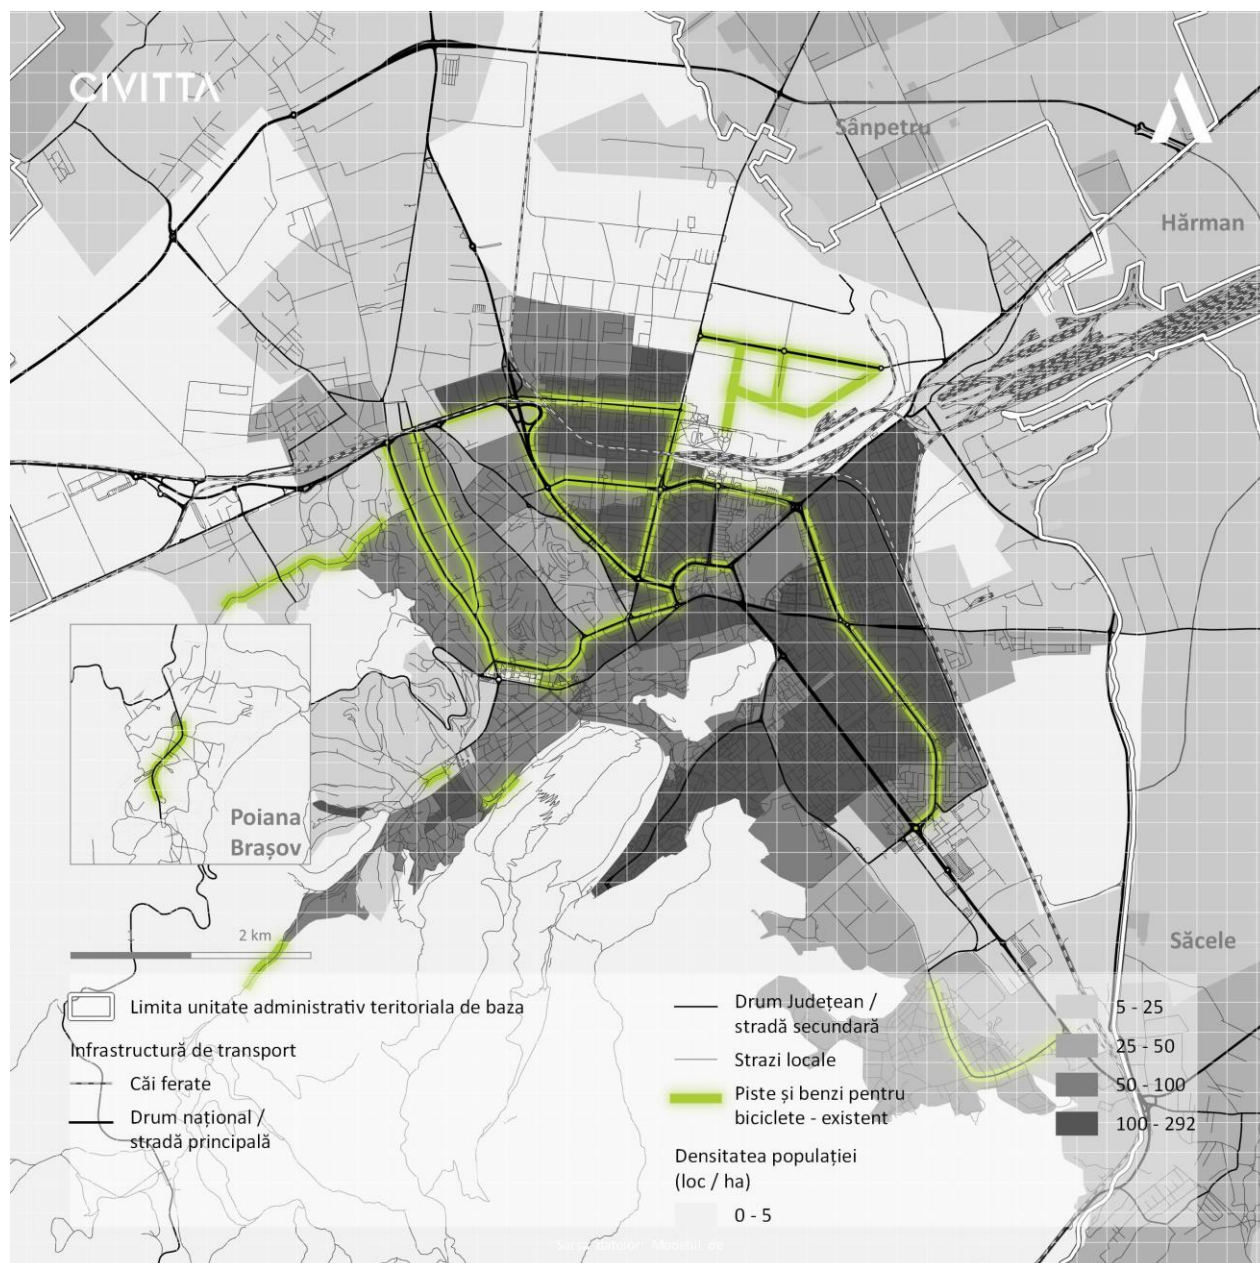 CIVITTA
Sânpetru
Hărman
Poiana
Brașov
2 km
Săcele
Limita unitate administrativ teritoriala de baza
Infrastructură de transport
Căi ferate
Drum național /
stradă principală
Drum Județean /
stradă secundară
Strazi locale
Piste și benzi pentru
biciclete - existent
Densitatea populației
(loc / ha)
0 - 5
5 - 25
25 - 50
50 - 100
100 - 292